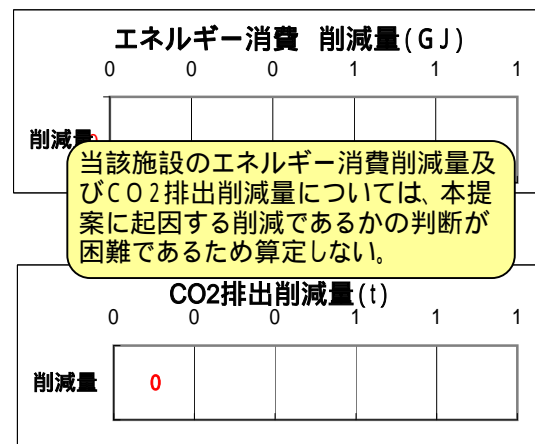 エネルギー消費 削減量(GJ)
0 0 0 1 1 1
削減量 0
当該施設のエネルギー消費削減量及
びCO2排出削減量については、本提
案に起因する削減であるかの判断が
困難であるため算定しない。
CO2排出削減量(t)
0 0 0 1 1 1
削減量 0